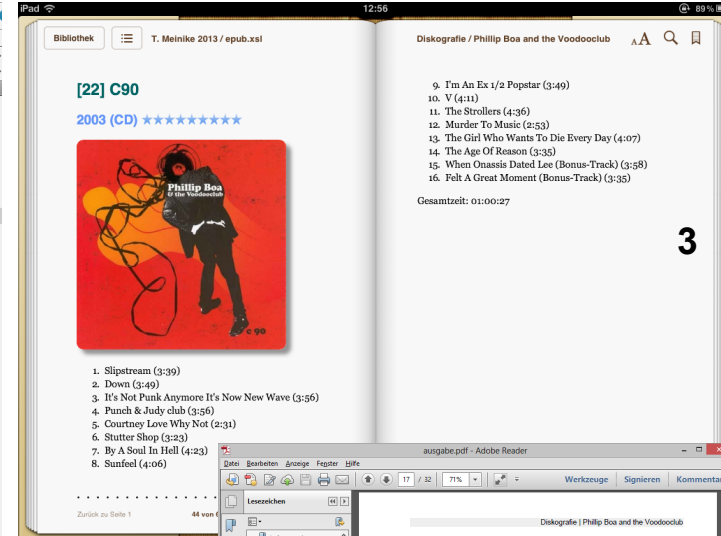 iPad 12:56 89%
Bibliothek T. Meinike 2013 / epub.xsl Diskografie / Phillip Boa and the Voodooclub AA
[22] C90
2003 (CD) ★★★★★★★★★
Phillip Boa
& the Voodooclub
c 90
1. Slipstream (3:39)
2. Down (3:49)
3. It's Not Punk Anymore It's Now New Wave (3:56)
4. Punch & Judy club (3:56)
5. Courtney Love Why Not (2:31)
6. Stutter Shop (3:23)
7. By A Soul In Hell (4:23)
8. Sunfeel (4:06)
Zurück zu Seite 1 44 von
9. I'm An Ex 1/2 Popstar (3:49)
10. V (4:11)
11. The Strollers (4:36)
12. Murder To Music (2:53)
13. The Girl Who Wants To Die Every Day (4:07)
14. The Age Of Reason (3:35)
15. When Onassis Dated Lee (Bonus-Track) (3:58)
16. Felt A Great Moment (Bonus-Track) (3:35)
Gesamtzeit: 01:00:27
3
ausgabe.pdf - Adobe Reader
Datei Bearbeiten Anzeige Fenster Hilfe
17 / 32 71% Werkzeuge Signieren Kommentar
Lesezeichen
Diskografie | Phillip Boa and the Voodooclub